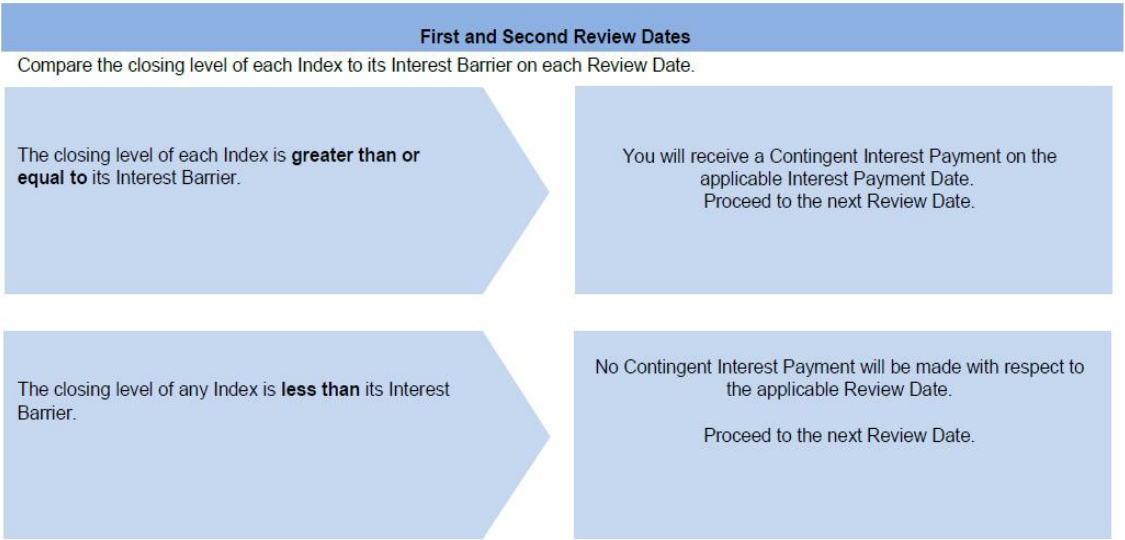 First and Second Review Dates
Compare the closing level of each Index to its Interest Barrier on each Review Date.
The closing level of each Index is greater than or
equal to its Interest Barrier.
You will receive a Contingent Interest Payment on the
applicable Interest Payment Date.
Proceed to the next Review Date.
The closing level of any Index is less than its Interest
Barrier.
No Contingent Interest Payment will be made with respect to
the applicable Review Date.
Proceed to the next Review Date.